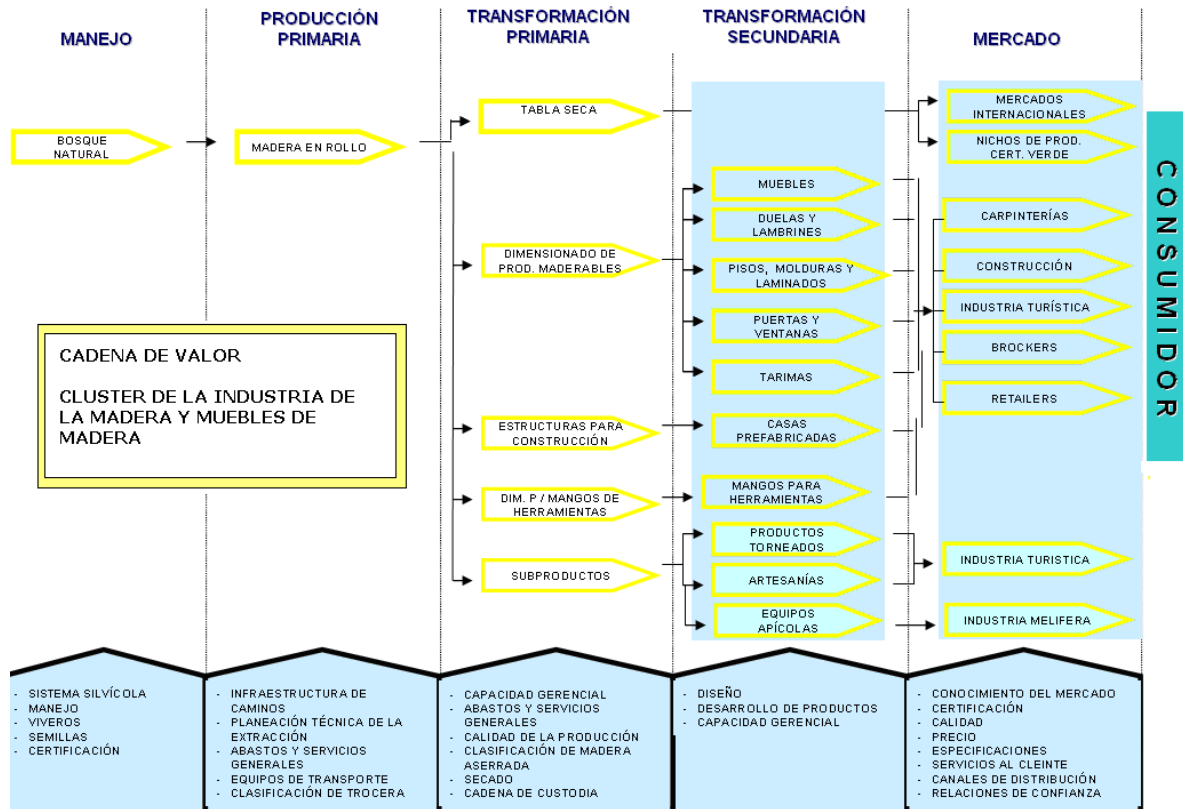 MANEJO
PRODUCCIÓN
PRIMARIA
TRANSFORMACIÓN
PRIMARIA
TRANSFORMACIÓN
SECUNDARIA
MERCADO
BOSQUE
NATURAL
MADERA EN ROLLO
TABLA SECA
DIMENSIONADO DE
PROD. MADERABLES
ESTRUCTURAS PARA
CONSTRUCCIÓN
DIM. P / MANGOS DE
HERRAMIENTAS
SUBPRODUCTOS
MUEBLES
DUELAS Y
LAMBRINES
PISOS, MOLDURAS Y
LAMINADOS
PUERTAS Y
VENTANAS
TARIMAS
CASAS
PREFABRICADAS
MANGOS PARA
HERRAMIENTAS
PRODUCTOS
TORNEADOS
ARTESANÍAS
EQUIPOS
APÍCOLAS
MERCADOS
INTERNACIONALES
NICHOS DE PROD.
CERT. VERDE
CARPINTERÍAS
CONSTRUCCIÓN
INDUSTRIA TURÍSTICA
BROCKERS
RETAILERS
INDUSTRIA TURISTICA
INDUSTRIA MELIFERA
CONSUMIDOR
CADENA DE VALOR
CLUSTER DE LA INDUSTRIA DE
LA MADERA Y MUEBLES DE
MADERA
- SISTEMA SILVÍCOLA
- MANEJO
- VIVEROS
- SEMILLAS
- CERTIFICACIÓN
- INFRAESTRUCTURA DE
CAMINOS
- PLANEACIÓN TÉCNICA DE LA
EXTRACCIÓN
- ABASTOS Y SERVICIOS
GENERALES
- EQUIPOS DE TRANSPORTE
- CLASIFICACIÓN DE TROCERA
- CAPACIDAD GERENCIAL
- ABASTOS Y SERVICIOS
GENERALES
- CALIDAD DE LA PRODUCCIÓN
- CLASIFICACIÓN DE MADERA
ASERRADA
- SECADO
- CADENA DE CUSTODIA
- DISEÑO
- DESARROLLO DE PRODUCTOS
- CAPACIDAD GERENCIAL
- CONOCIMIENTO DEL MERCADO
- CERTIFICACIÓN
- CALIDAD
- PRECIO
- ESPECIFICACIONES
- SERVICIOS AL CLEINTE
- CANALES DE DISTRIBUCIÓN
- RELACIONES DE CONFIANZA